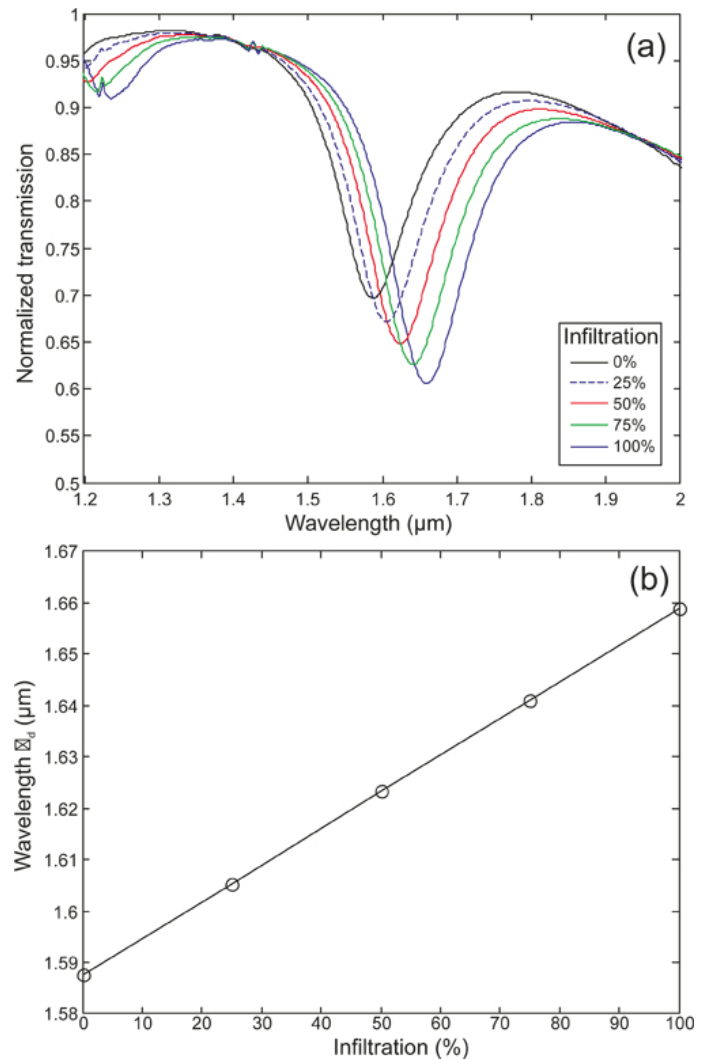 (a)
1
0.95
0.9
0.85
0.8
0.75
0.7
0.65
0.6
0.55
0.5
Normalized transmission
1.2 1.3 1.4 1.5 1.6 1.7 1.8 1.9 2
Wavelength (µm)
Infiltration
0%
25%
50%
75%
100%
(b)
1.67
1.66
1.65
1.64
1.63
1.62
1.61
1.6
1.59
1.58
Wavelength ☒d (µm)
0 10 20 30 40 50 60 70 80 90 100
Infiltration (%)